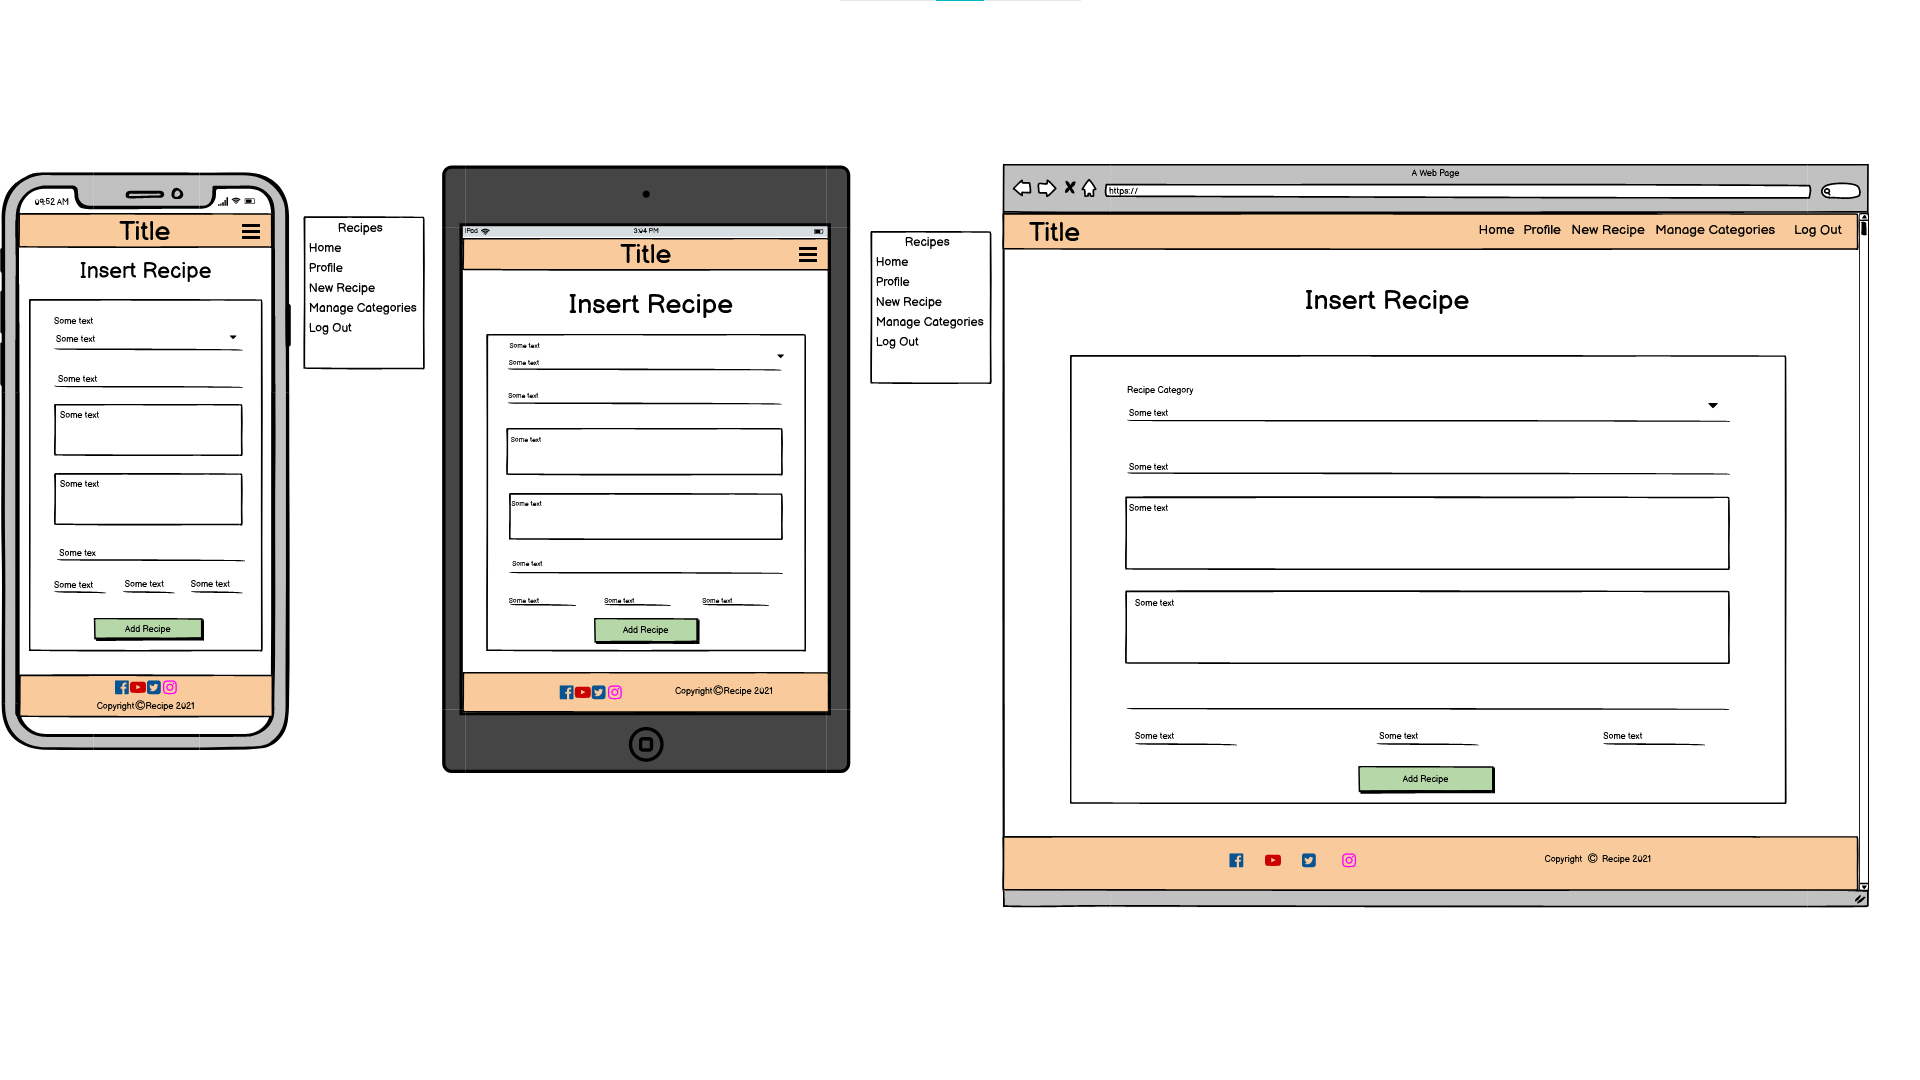 09:52 AM
Title
Insert Recipe
Some text
Some text
Some text
Some text
Some text
Some tex
Some text Some text Some text
Add Recipe
Copyright©Recipe 2021
Recipes
Home
Profile
New Recipe
Manage Categories
Log Out
iPad 3:04 PM
Title
Insert Recipe
Some text
Some text
Some text
Some text
Some text
Some text
Some text Some text Some text
Add Recipe
Copyright©Recipe 2021
Recipes
Home
Profile
New Recipe
Manage Categories
Log Out
A Web Page
https://
Title Home Profile New Recipe Manage Categories Log Out
Insert Recipe
Recipe Category
Some text
Some text
Some text
Some text
Some text Some text Some text
Add Recipe
Copyright © Recipe 2021